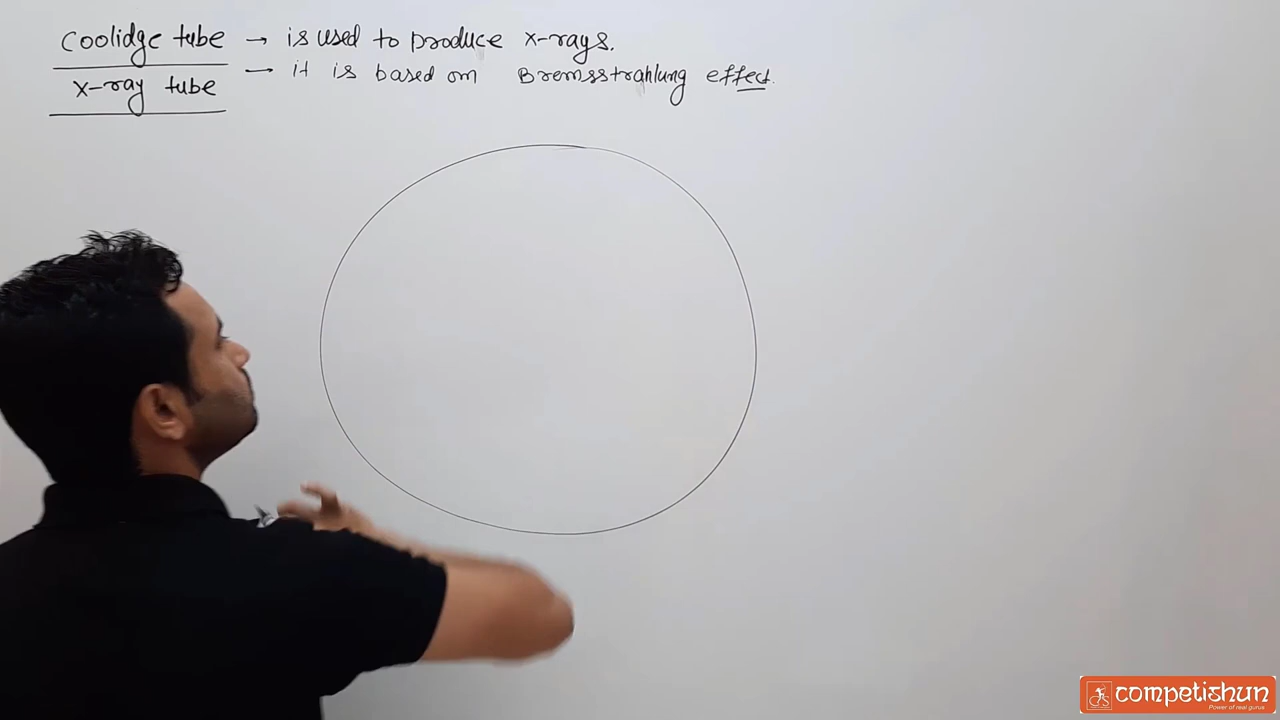 Coolidge tube → is used to produce x-rays.
x-ray tube → it is based on Bremsstrahlung effect.
competishun
Power of real gurus